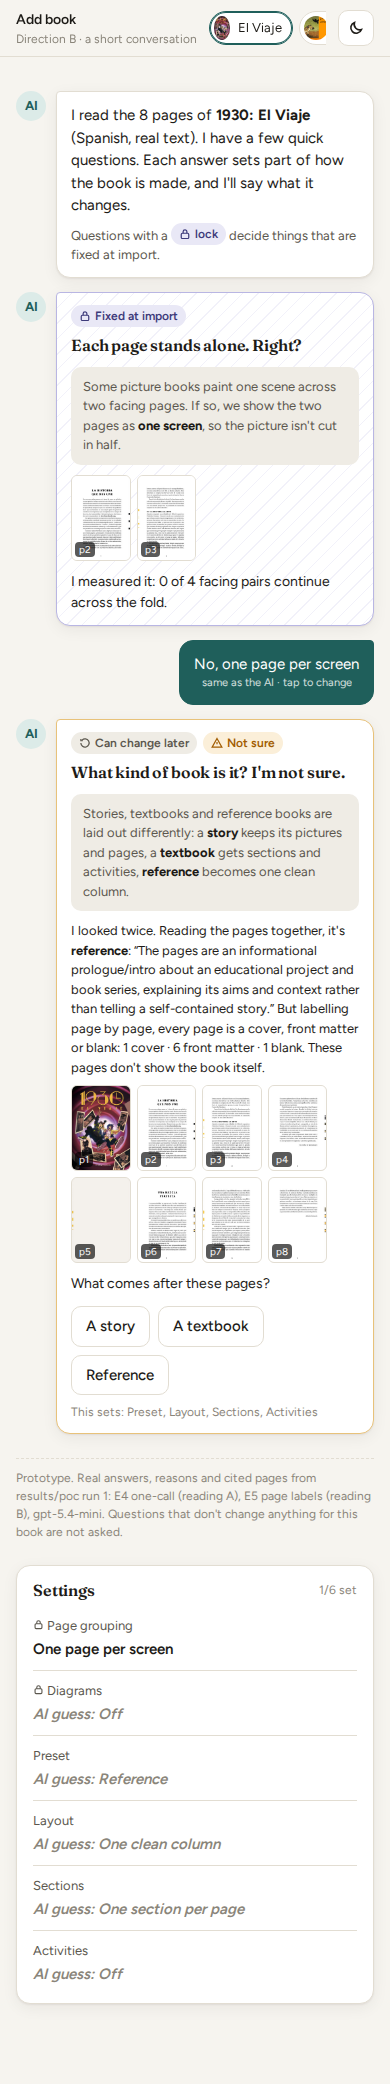 Add book
Direction B · a short conversation
El Viaje
AI
I read the 8 pages of 1930: El Viaje
(Spanish, real text). I have a few quick
questions. Each answer sets part of how
the book is made, and I'll say what it
changes.
Questions with a lock decide things that are
fixed at import.
AI
Fixed at import
Each page stands alone. Right?
Some picture books paint one scene across
two facing pages. If so, we show the two
pages as one screen, so the picture isn't cut
in half.
LA HISTORIA
QUE NOS UNE
p2
p3
I measured it: 0 of 4 facing pairs continue
across the fold.
No, one page per screen
same as the AI · tap to change
AI
Can change later
Not sure
What kind of book is it? I'm not sure.
Stories, textbooks and reference books are
laid out differently: a story keeps its pictures
and pages, a textbook gets sections and
activities, reference becomes one clean
column.
I looked twice. Reading the pages together, it's
reference: “The pages are an informational
prologue/intro about an educational project and
book series, explaining its aims and context rather
than telling a self-contained story.” But labelling
page by page, every page is a cover, front matter
or blank: 1 cover · 6 front matter · 1 blank. These
pages don't show the book itself.
1930
p1
p2
p3
p4
p5
p6
p7
p8
What comes after these pages?
A story
A textbook
Reference
This sets: Preset, Layout, Sections, Activities
Prototype. Real answers, reasons and cited pages from
results/poc run 1: E4 one-call (reading A), E5 page labels (reading
B), gpt-5.4-mini. Questions that don't change anything for this
book are not asked.
Settings
1/6 set
Page grouping
One page per screen
Diagrams
AI guess: Off
Preset
AI guess: Reference
Layout
AI guess: One clean column
Sections
AI guess: One section per page
Activities
AI guess: Off